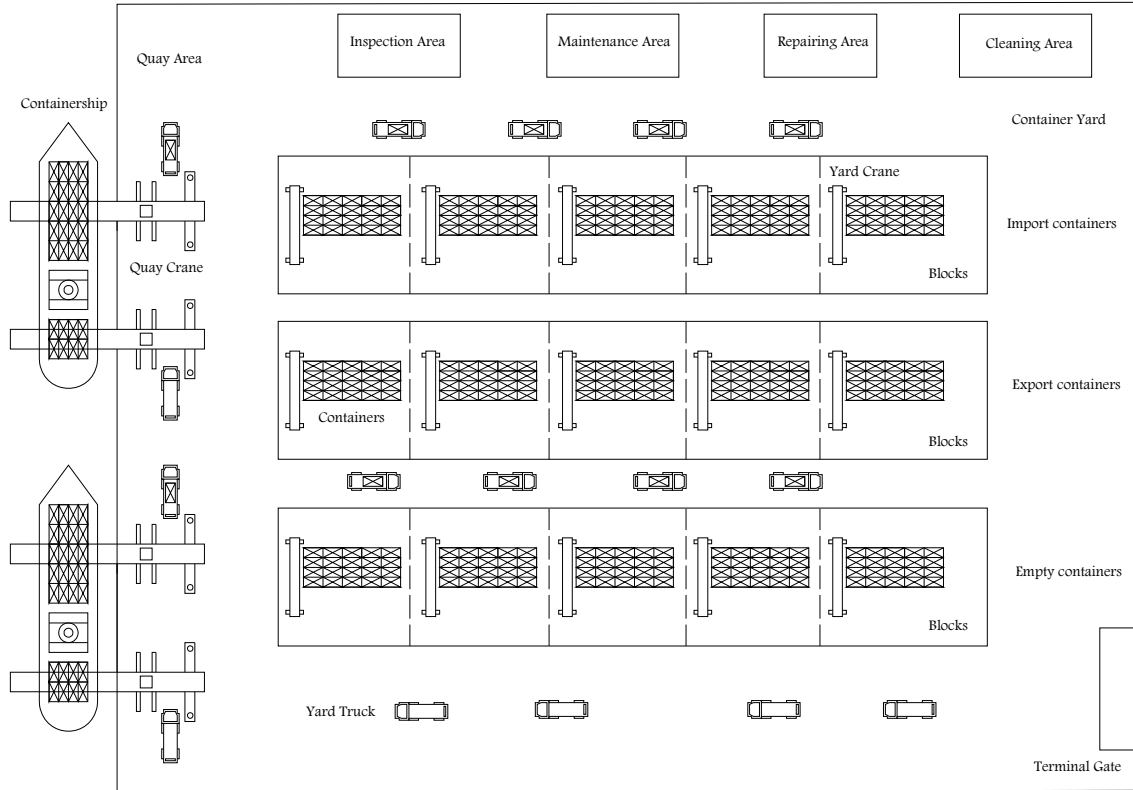 Inspection Area
Maintenance Area
Repairing Area
Cleaning Area
Quay Area
Containership
Container Yard
Yard Crane
Import containers
Quay Crane
Blocks
Export containers
Containers
Blocks
Empty containers
Blocks
Yard Truck
Terminal Gate